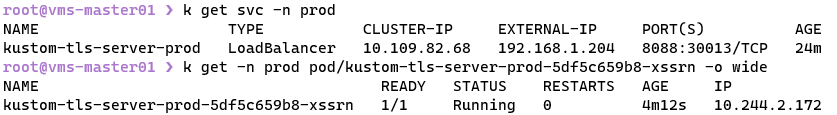 root@vms-master01 ❯ k get svc -n prod
NAME TYPE CLUSTER-IP EXTERNAL-IP PORT(S) AGE
kustom-tls-server-prod LoadBalancer 10.109.82.68 192.168.1.204 8088:30013/TCP 24m
root@vms-master01 ❯ k get -n prod pod/kustom-tls-server-prod-5df5c659b8-xssrn -o wide
NAME READY STATUS RESTARTS AGE IP
kustom-tls-server-prod-5df5c659b8-xssrn 1/1 Running 0 4m12s 10.244.2.172